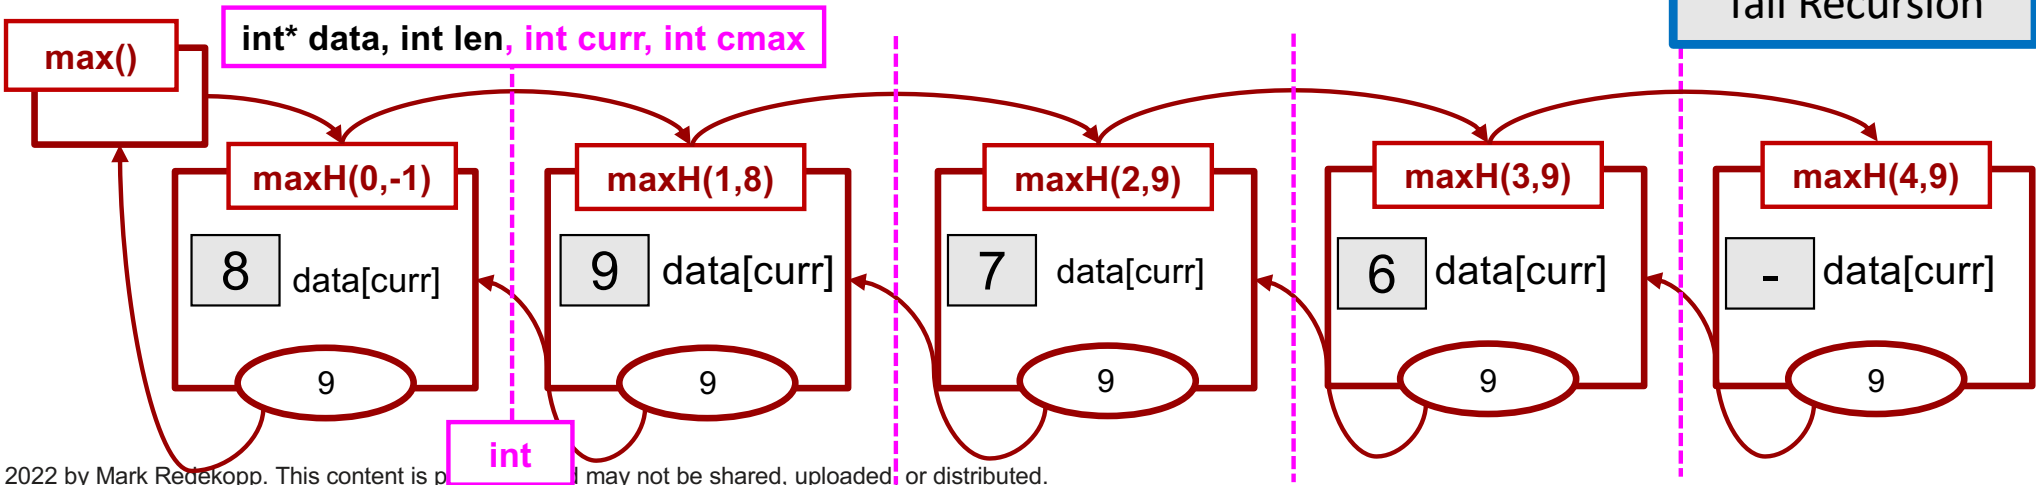 Tail Recursion
int* data, int len, int curr, int cmax
max()
maxH(0,-1)
maxH(1,8)
maxH(2,9)
maxH(3,9)
maxH(4,9)
8 data[curr]
9 data[curr]
7 data[curr]
6 data[curr]
- data[curr]
9
9
9
9
9
int
2022 by Mark Redekopp. This content is p
may not be shared, uploaded, or distributed.